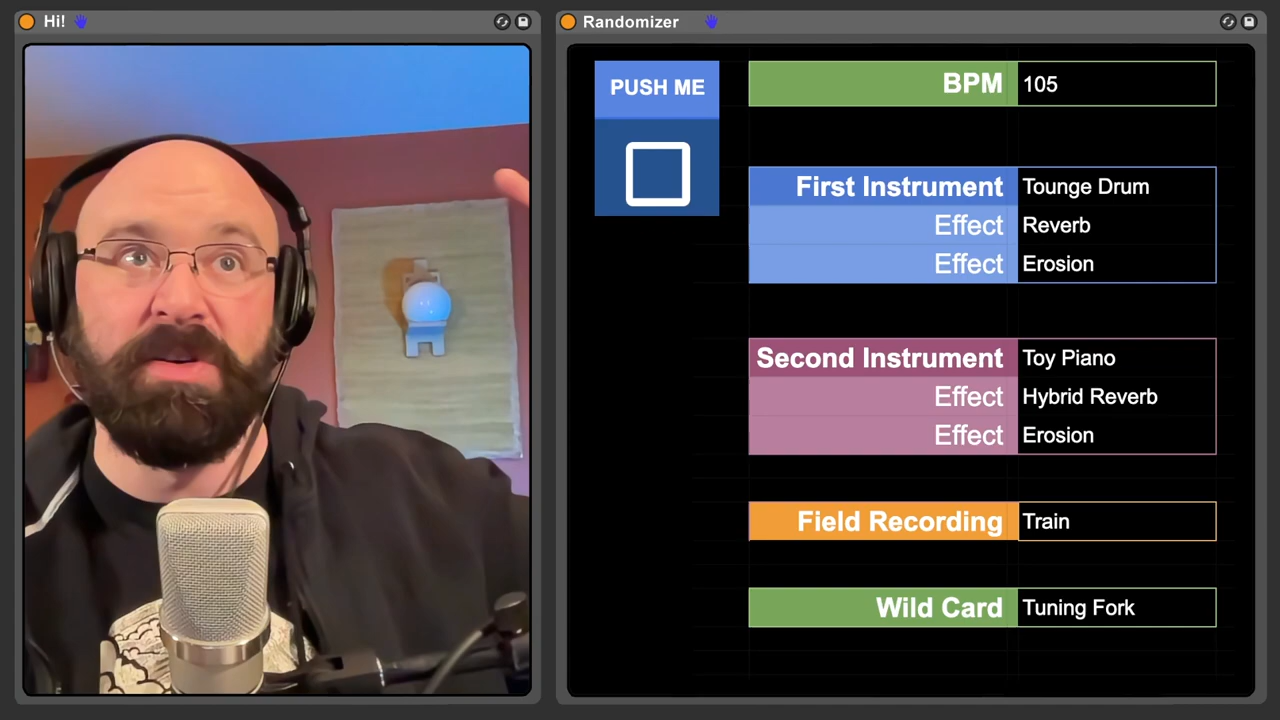 Hi!
Randomizer
PUSH ME
BPM 105
First Instrument Tounge Drum
Effect Reverb
Effect Erosion
Second Instrument Toy Piano
Effect Hybrid Reverb
Effect Erosion
Field Recording Train
Wild Card Tuning Fork